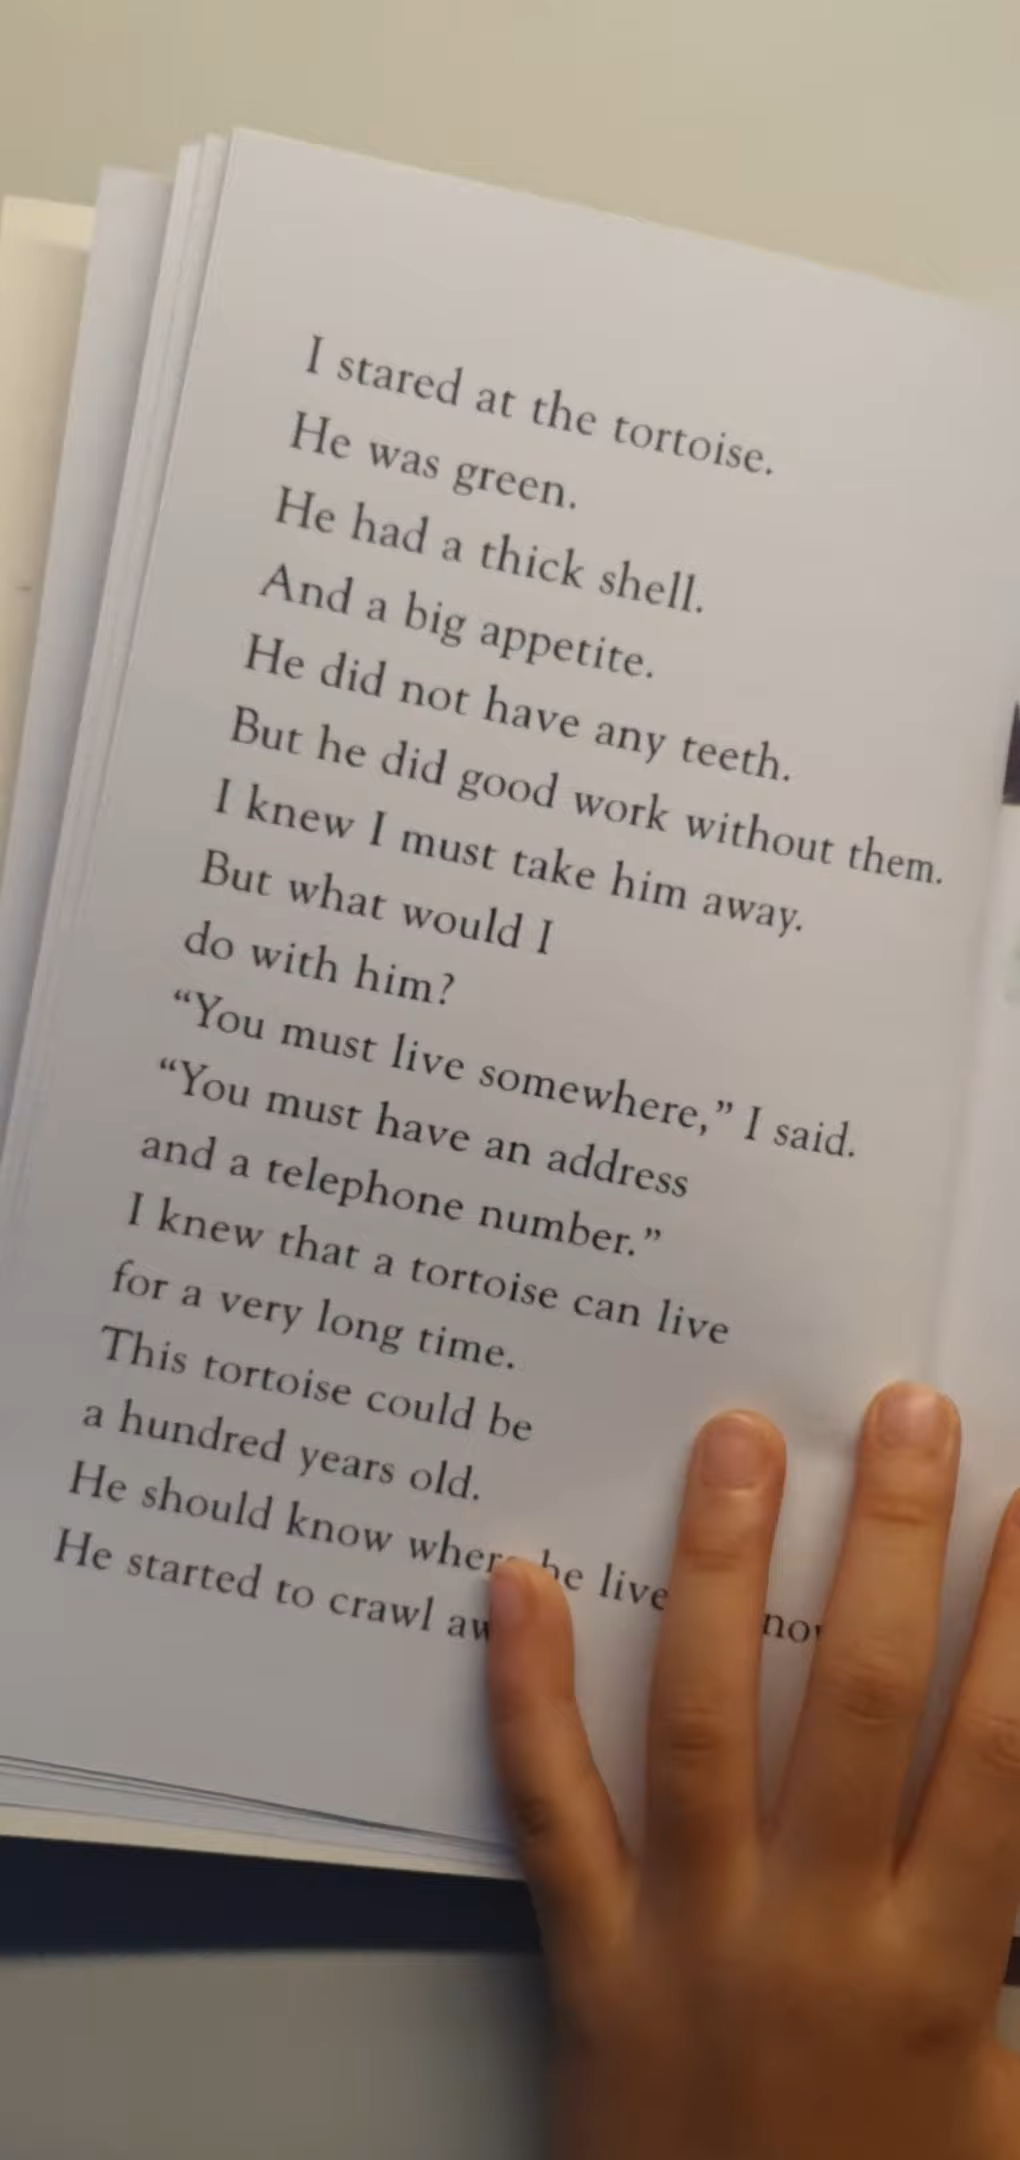 I stared at the tortoise.
He was green.
He had a thick shell.
And a big appetite.
He did not have any teeth.
But he did good work without them.
I knew I must take him away.
But what would I
do with him?
“You must live somewhere,” I said.
“You must have an address
and a telephone number.”
I knew that a tortoise can live
for a very long time.
This tortoise could be
a hundred years old.
He should know where he
He started to crawl